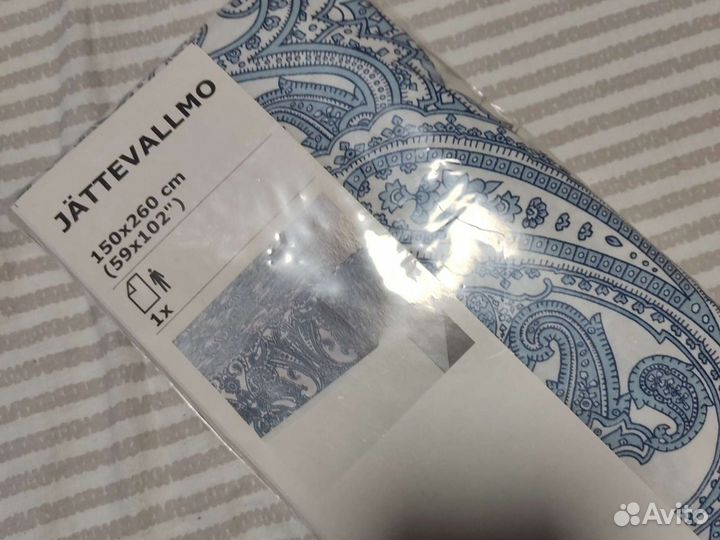 JÄTTEVALLMO
150x260 cm
(59x102")
1x
Avito